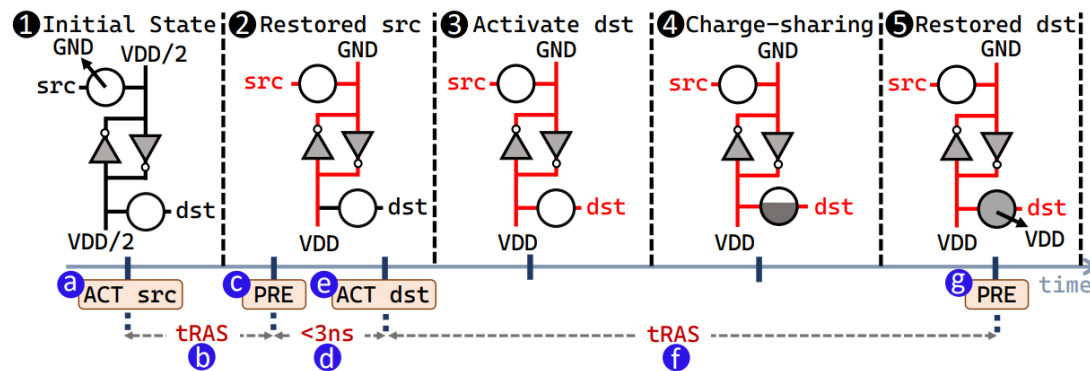 1 Initial State
GND
VDD/2
src
dst
VDD/2
2 Restored src
GND
src
dst
VDD
3 Activate dst
GND
src
dst
VDD
4 Charge-sharing
GND
src
dst
VDD
5 Restored dst
GND
src
dst
VDD
VDD
time
a ACT src
c PRE
e ACT dst
g PRE
tRAS
b
<3ns
d
tRAS
f